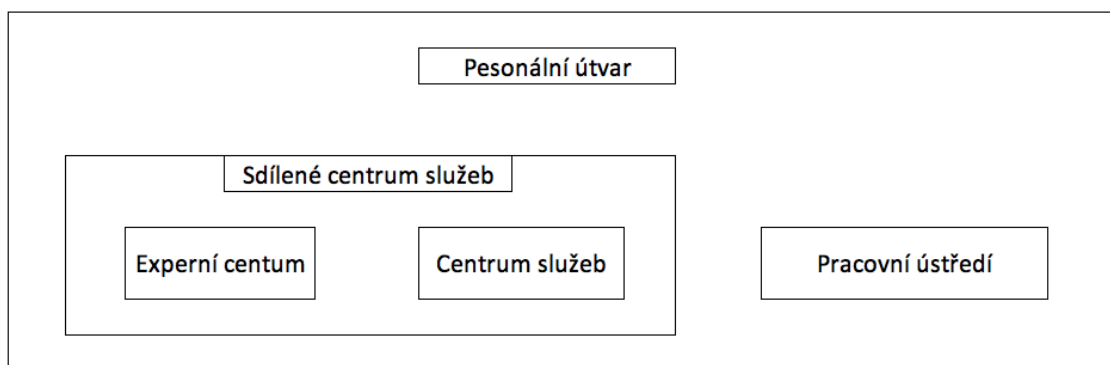 Pesonální útvar
Sdílené centrum služeb
Experní centum
Centrum služeb
Pracovní ústředí